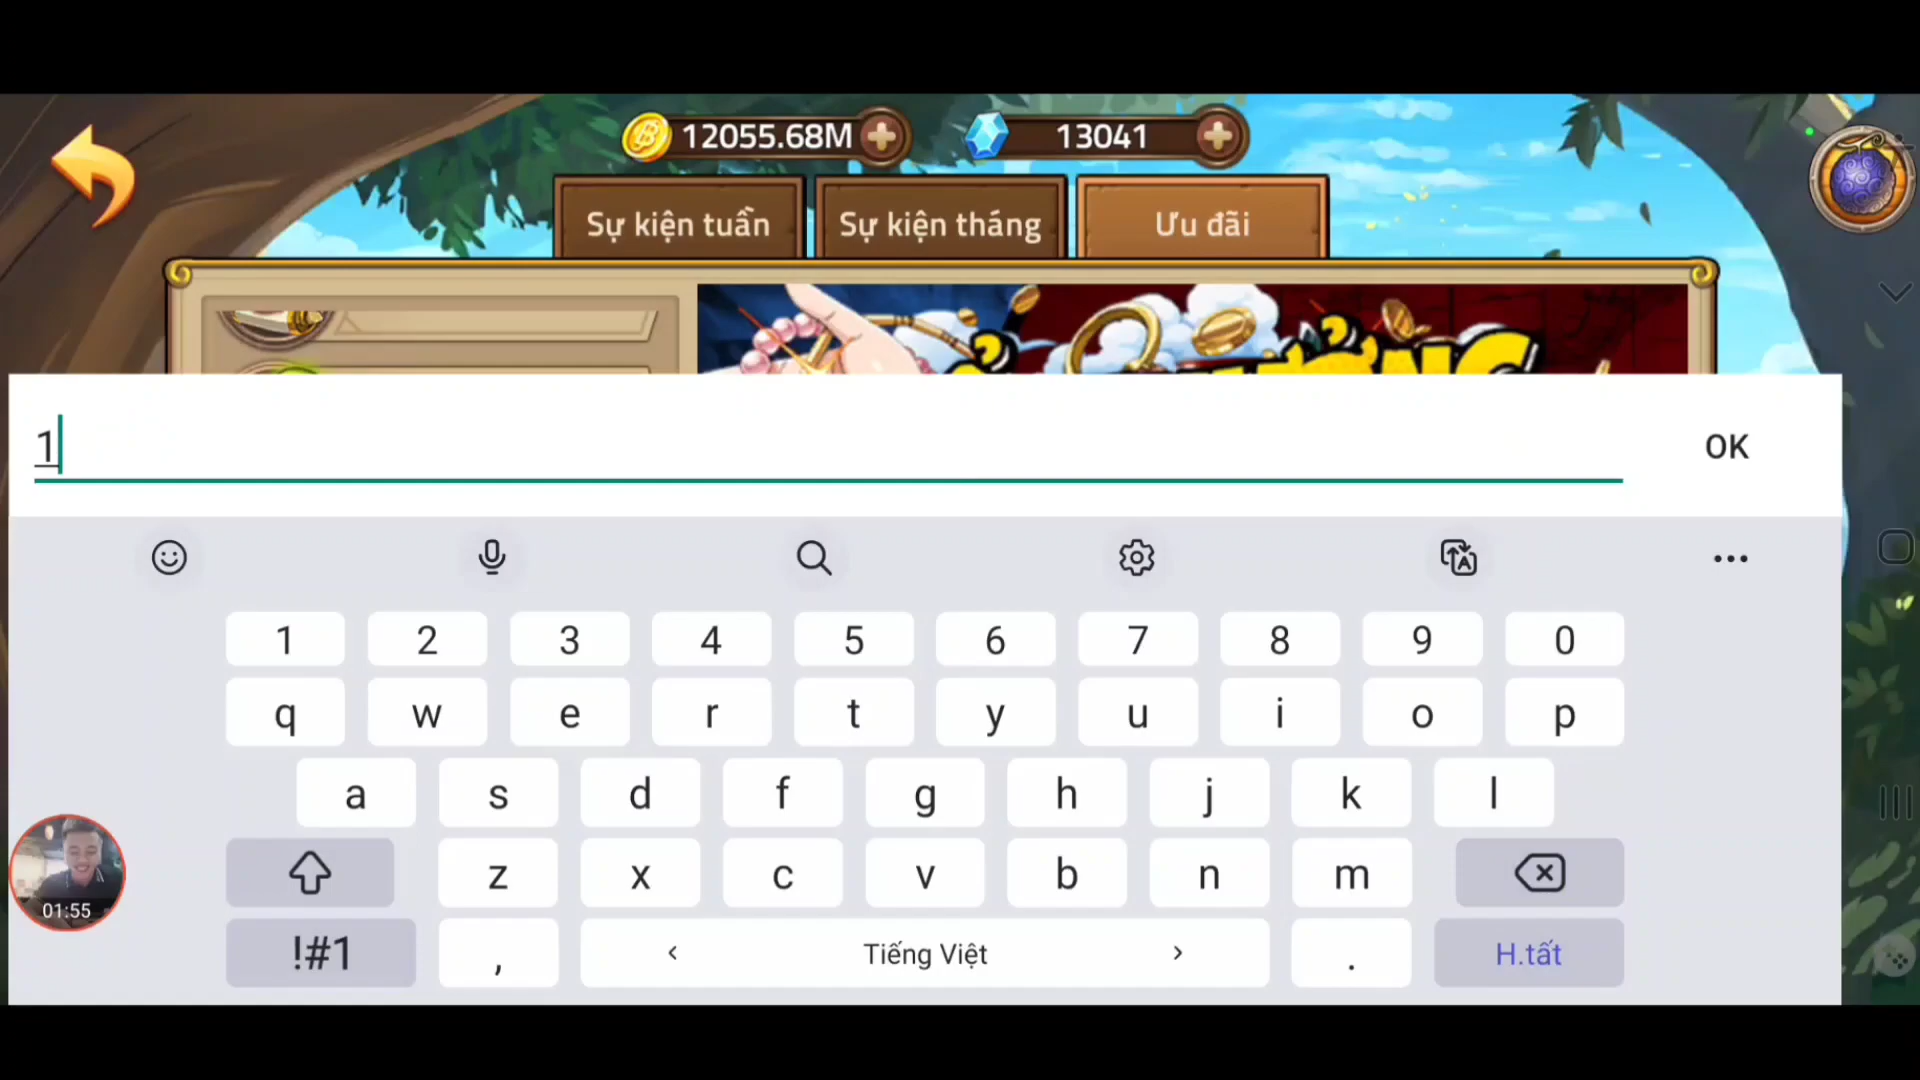 12055.68M
13041
Sự kiện tuần
Sự kiện tháng
Ưu đãi
1
OK
1 2 3 4 5 6 7 8 9 0
q w e r t y u i o p
a s d f g h j k l
z x c v b n m
01:55
!#1 , < Tiếng Việt > . H.tất